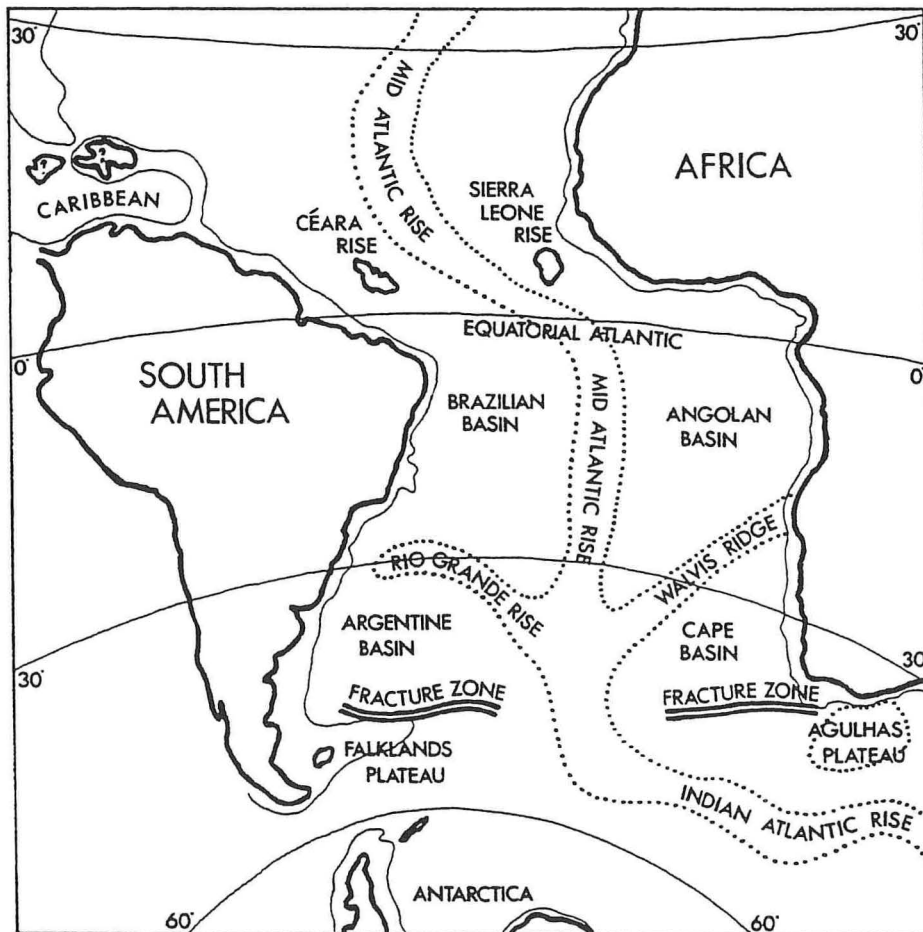 30°
30°
MID ATLANTIC RISE
AFRICA
SIERRA
LEONE
RISE
? ?
CARIBBEAN
CÉARA
RISE
EQUATORIAL ATLANTIC
0°
0°
SOUTH
AMERICA
BRAZILIAN
BASIN
MID ATLANTIC RISE
ANGOLAN
BASIN
RIO GRANDE RISE
WALVIS RIDGE
ARGENTINE
BASIN
CAPE
BASIN
30°
30
FRACTURE ZONE
FRACTURE ZONE
FALKLANDS
PLATEAU
AGULHAS
PLATEAU
INDIAN ATLANTIC RISE
ANTARCTICA
60°
60°